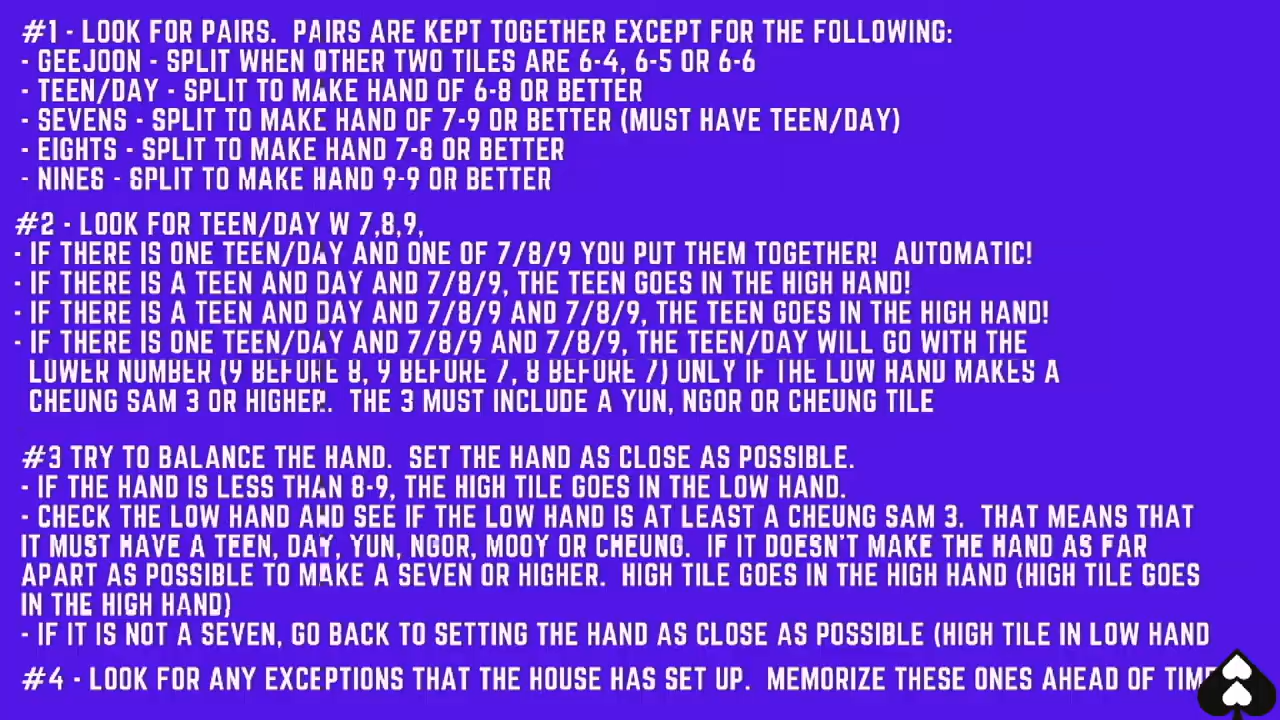 #1 - LOOK FOR PAIRS. PAIRS ARE KEPT TOGETHER EXCEPT FOR THE FOLLOWING:
- GEEJOON - SPLIT WHEN OTHER TWO TILES ARE 6-4, 6-5 OR 6-6
- TEEN/DAY - SPLIT TO MAKE HAND OF 6-8 OR BETTER
- SEVENS - SPLIT TO MAKE HAND OF 7-9 OR BETTER (MUST HAVE TEEN/DAY)
- EIGHTS - SPLIT TO MAKE HAND 7-8 OR BETTER
- NINES - SPLIT TO MAKE HAND 9-9 OR BETTER
#2 - LOOK FOR TEEN/DAY W 7,8,9,
- IF THERE IS ONE TEEN/DAY AND ONE OF 7/8/9 YOU PUT THEM TOGETHER! AUTOMATIC!
- IF THERE IS A TEEN AND DAY AND 7/8/9, THE TEEN GOES IN THE HIGH HAND!
- IF THERE IS A TEEN AND DAY AND 7/8/9 AND 7/8/9, THE TEEN GOES IN THE HIGH HAND!
- IF THERE IS ONE TEEN/DAY AND 7/8/9 AND 7/8/9, THE TEEN/DAY WILL GO WITH THE
LOWER NUMBER (9 BEFORE 8, 9 BEFORE 7, 8 BEFORE 7) ONLY IF THE LOW HAND MAKES A
CHEUNG SAM 3 OR HIGHER. THE 3 MUST INCLUDE A YUN, NGOR OR CHEUNG TILE
#3 TRY TO BALANCE THE HAND. SET THE HAND AS CLOSE AS POSSIBLE.
- IF THE HAND IS LESS THAN 8-9, THE HIGH TILE GOES IN THE LOW HAND.
- CHECK THE LOW HAND AND SEE IF THE LOW HAND IS AT LEAST A CHEUNG SAM 3. THAT MEANS THAT
IT MUST HAVE A TEEN, DAY, YUN, NGOR, MOOY OR CHEUNG. IF IT DOESN'T MAKE THE HAND AS FAR
APART AS POSSIBLE TO MAKE A SEVEN OR HIGHER. HIGH TILE GOES IN THE HIGH HAND (HIGH TILE GOES
IN THE HIGH HAND)
- IF IT IS NOT A SEVEN, GO BACK TO SETTING THE HAND AS CLOSE AS POSSIBLE (HIGH TILE IN LOW HAND
#4 - LOOK FOR ANY EXCEPTIONS THAT THE HOUSE HAS SET UP. MEMORIZE THESE ONES AHEAD OF TIME